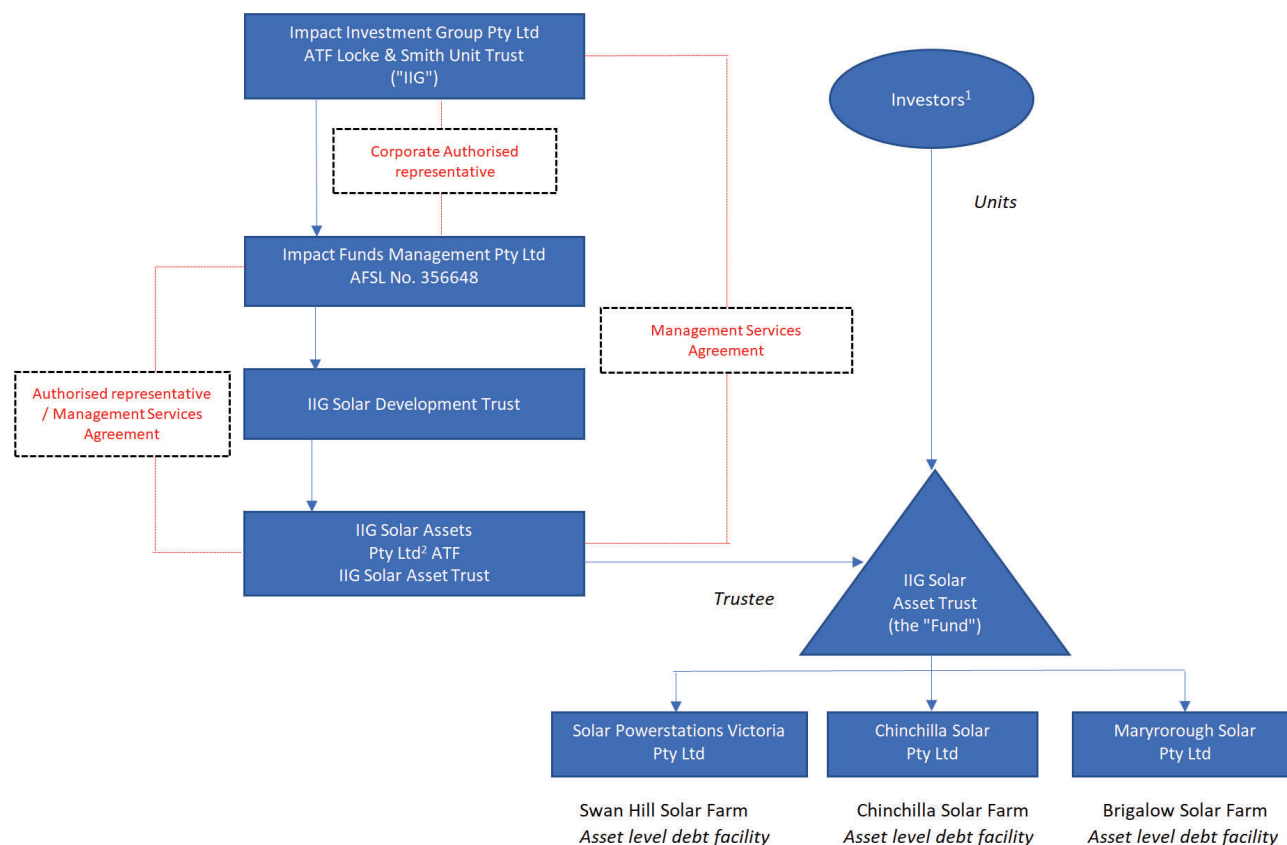 Impact Investment Group Pty Ltd
ATF Locke & Smith Unit Trust
("IIG")
Investors¹
Corporate Authorised
representative
Units
Impact Funds Management Pty Ltd
AFSL No. 356648
Management Services
Agreement
Authorised representative
/ Management Services
Agreement
IIG Solar Development Trust
IIG Solar Assets
Pty Ltd² ATF
IIG Solar Asset Trust
Trustee
IIG Solar
Asset Trust
(the "Fund")
Solar Powerstations Victoria
Pty Ltd
Chinchilla Solar
Pty Ltd
Maryrorough Solar
Pty Ltd
Swan Hill Solar Farm
Asset level debt facility
Chinchilla Solar Farm
Asset level debt facility
Brigalow Solar Farm
Asset level debt facility